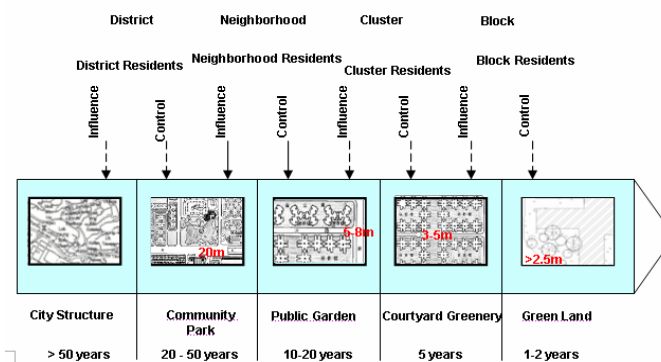 District Neighborhood Cluster Block
District Residents Neighborhood Residents Cluster Residents Block Residents
Influence Control Influence Control Influence Control Influence Control
20m 6-8m 3-5m >2.5m
City Structure Community Park Public Garden Courtyard Greenery Green Land
> 50 years 20 - 50 years 10-20 years 5 years 1-2 years